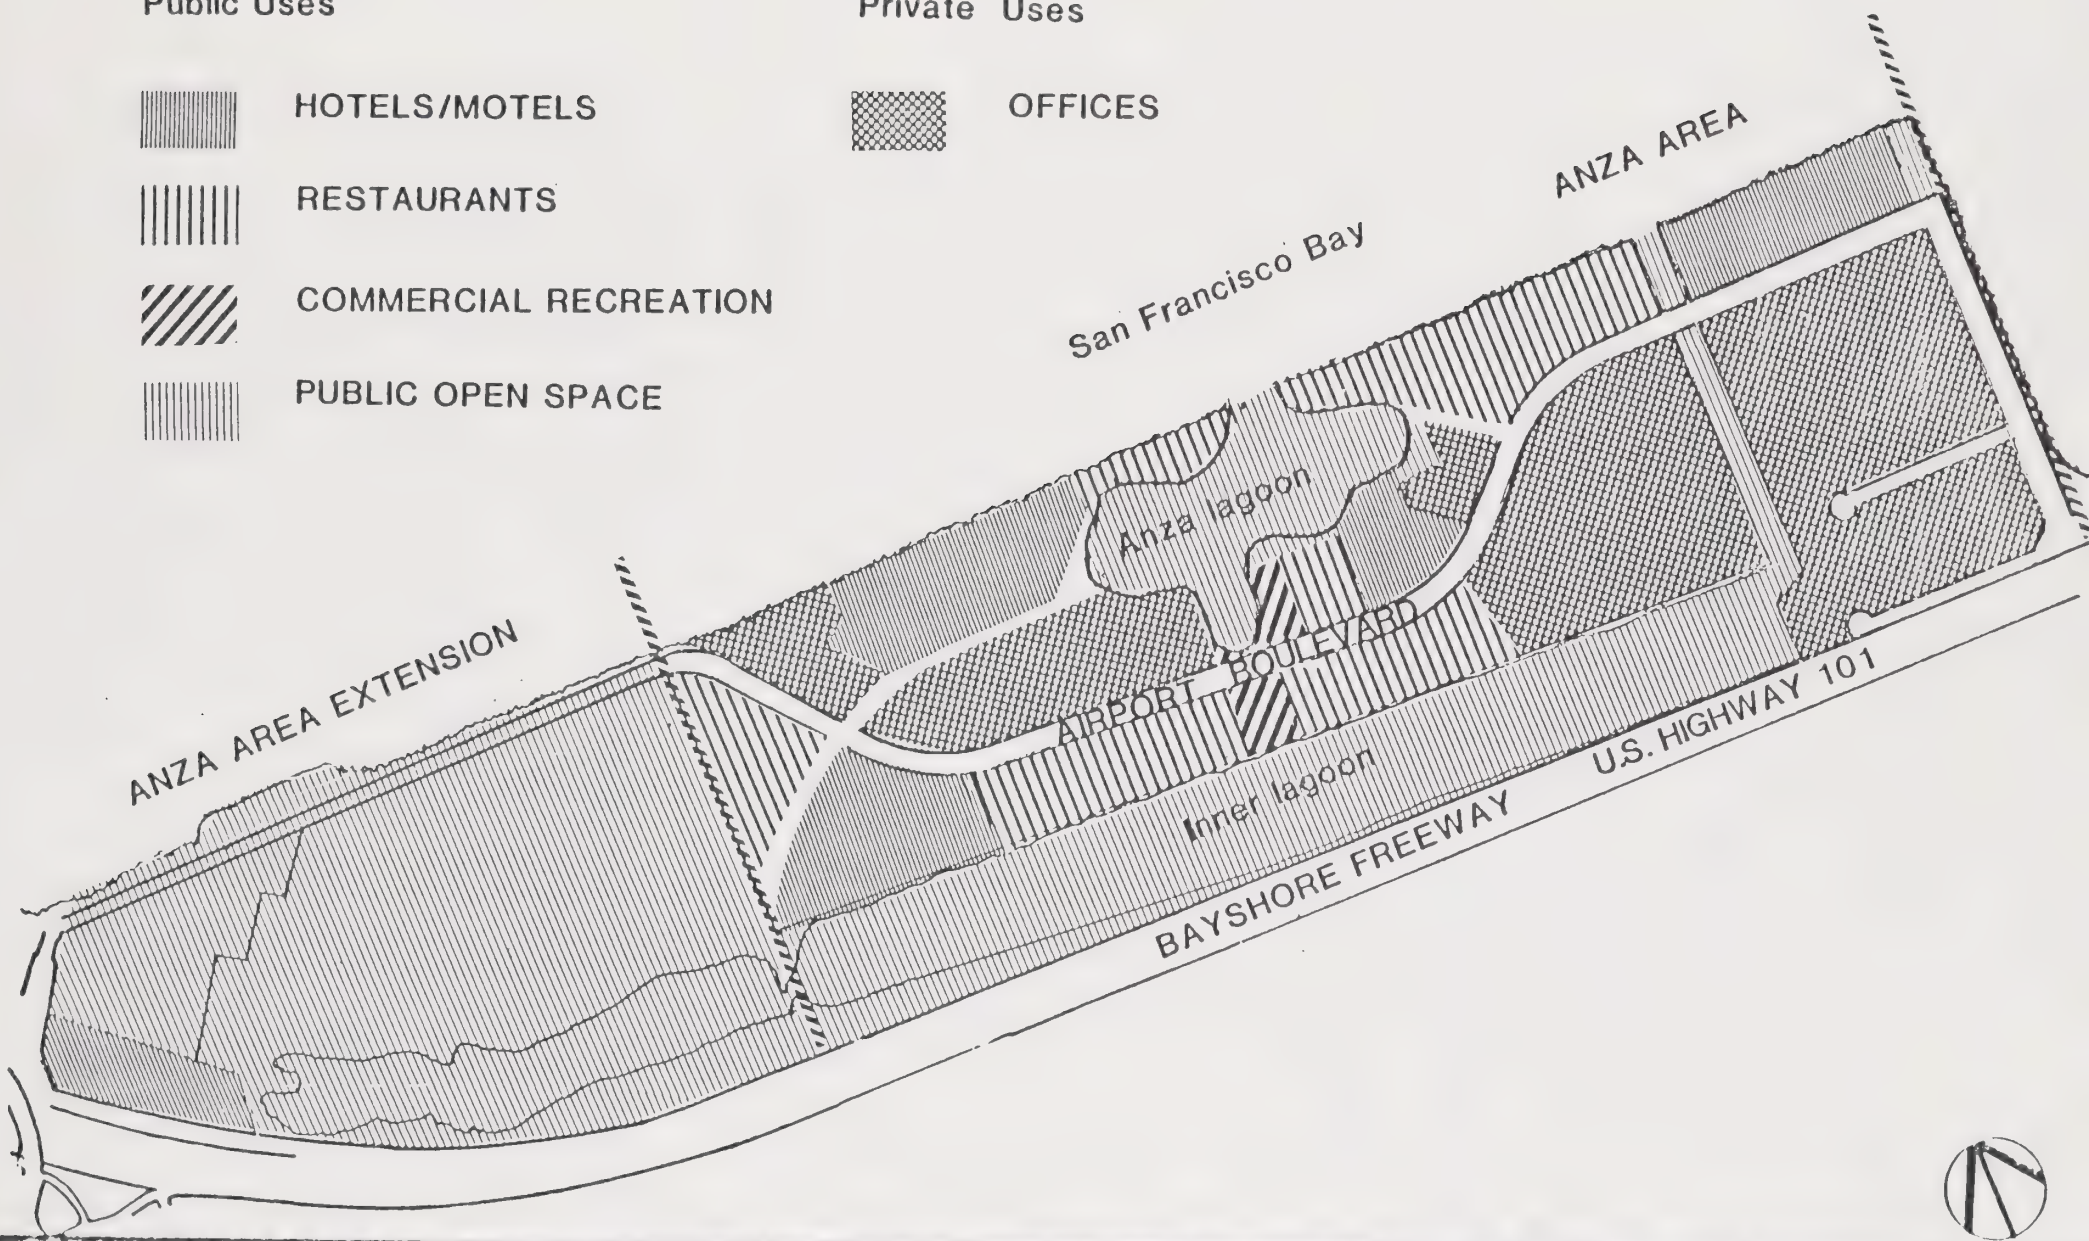 Public Uses
Private Uses
HOTELS/MOTELS
OFFICES
RESTAURANTS
COMMERCIAL RECREATION
PUBLIC OPEN SPACE
ANZA AREA
San Francisco Bay
Anza lagoon
ANZA AREA EXTENSION
AIRPORT BOULEVARD
Inner lagoon
U.S. HIGHWAY 101
BAYSHORE FREEWAY